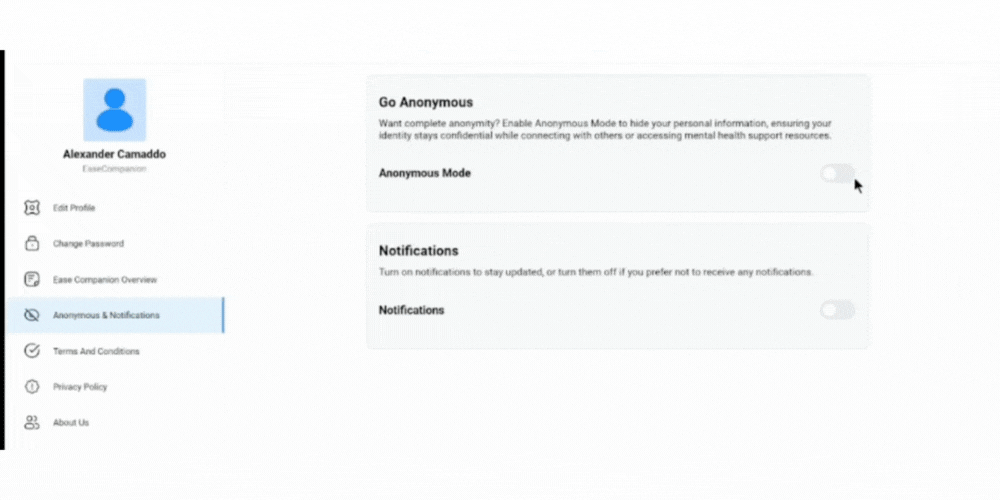 Alexander Camaddo
EaseCompanion
Edit Profile
Change Password
Ease Companion Overview
Anonymous & Notifications
Terms And Conditions
Privacy Policy
About Us
Go Anonymous
Want complete anonymity? Enable Anonymous Mode to hide your personal information, ensuring your
identity stays confidential while connecting with others or accessing mental health support resources.
Anonymous Mode
Notifications
Turn on notifications to stay updated, or turn them off if you prefer not to receive any notifications.
Notifications